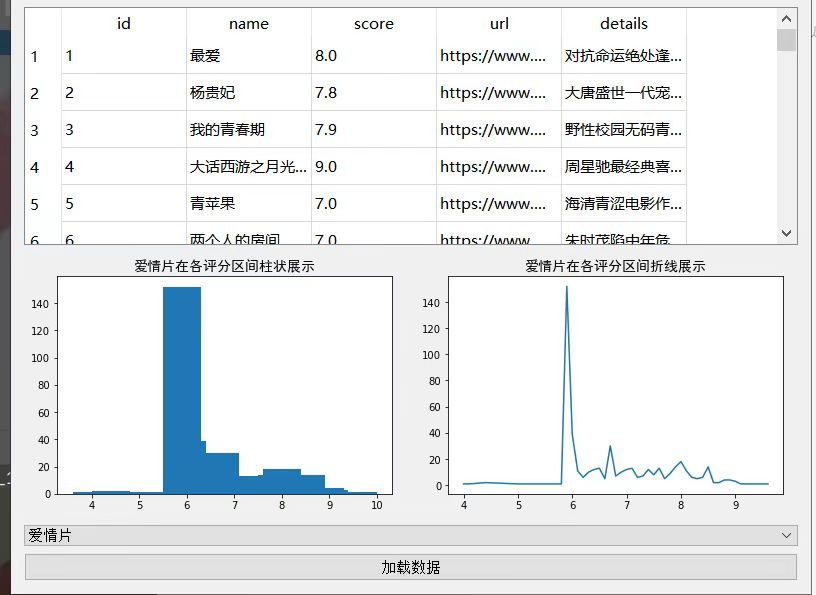 id name score url details
1 1 最爱 8.0 https://www.... 对抗命运绝处逢...
2 2 杨贵妃 7.8 https://www.... 大唐盛世一代宠...
3 3 我的青春期 7.9 https://www.... 野性校园无码青...
4 4 大话西游之月光... 9.0 https://www.... 周星驰最经典喜...
5 5 青苹果 7.0 https://www.... 海清青涩电影作...
6 6 两个人的房间 7.0 https://www.... 朱时茂陷中年危...
爱情片在各评分区间柱状展示
140
120
100
80
60
40
20
0
4 5 6 7 8 9 10
爱情片在各评分区间折线展示
140
120
100
80
60
40
20
0
4 5 6 7 8 9
爱情片
加载数据